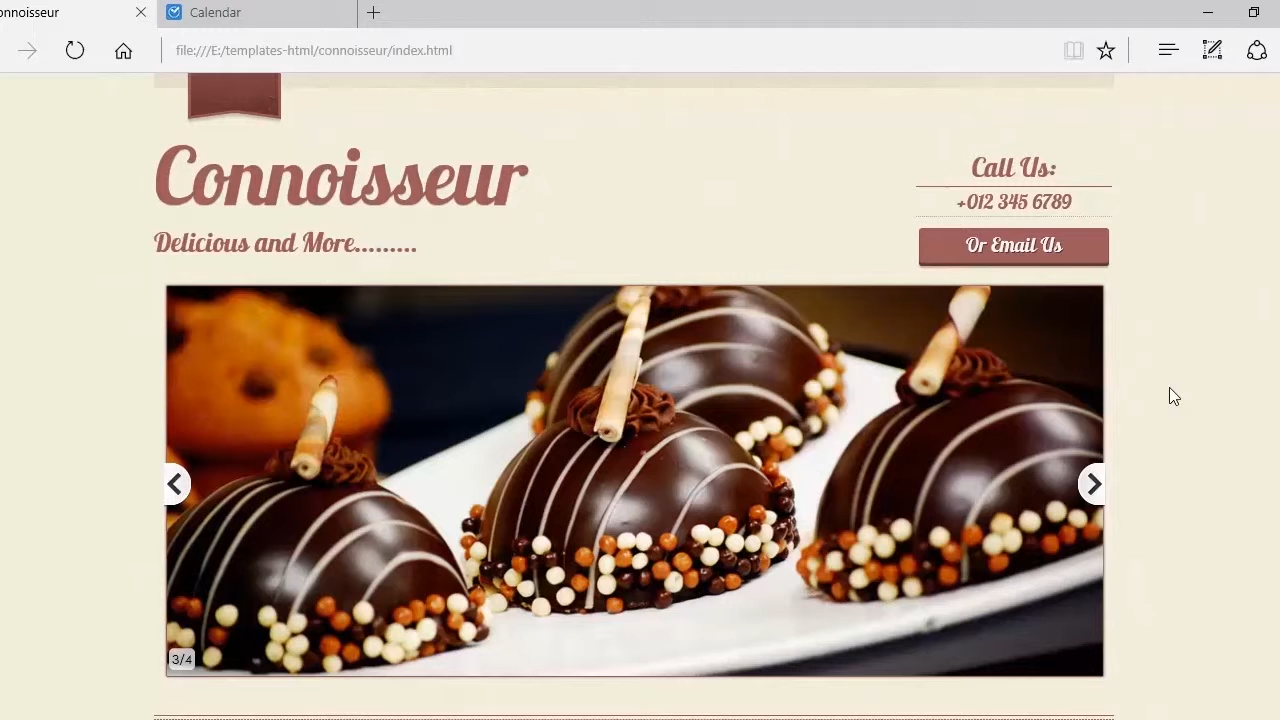 onnoisseur
Calendar
file:///E:/templates-html/connoisseur/index.html
Connoisseur
Delicious and More.........
Call Us:
+012 345 6789
Or Email Us
3/4